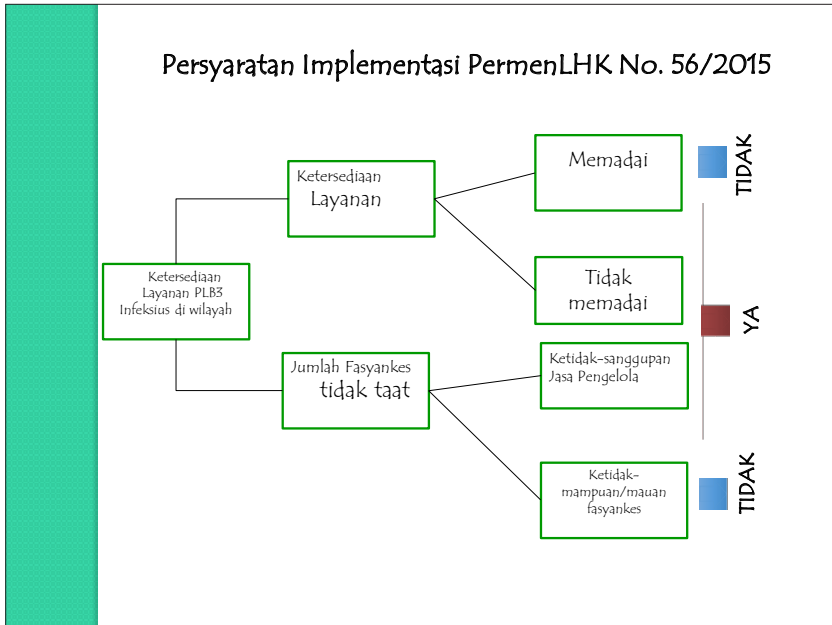 Persyaratan Implementasi PermenLHK No. 56/2015
Ketersediaan
Layanan PLB3
Infeksius di wilayah
Ketersediaan
Layanan
Memadai
TIDAK
Tidak
memadai
YA
Jumlah Fasyankes
tidak taat
Ketidak-sanggupan
Jasa Pengelola
Ketidak-
mampuan/mauan
fasyankes
TIDAK